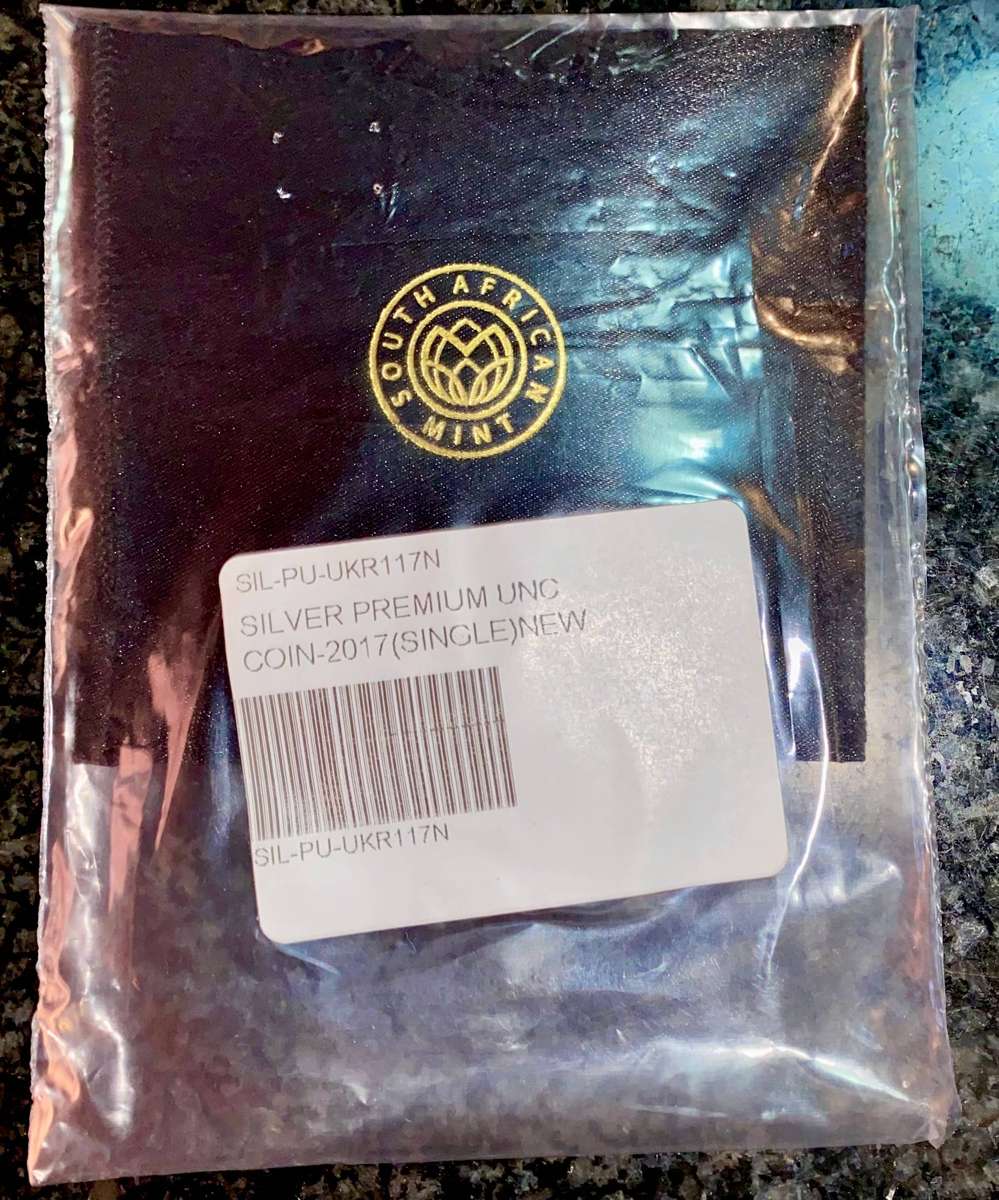 SOUTH AFRICAN
MINT
SIL-PU-UKR117N
SILVER PREMIUM UNC
COIN-2017(SINGLE)NEW
SIL-PU-UKR117N